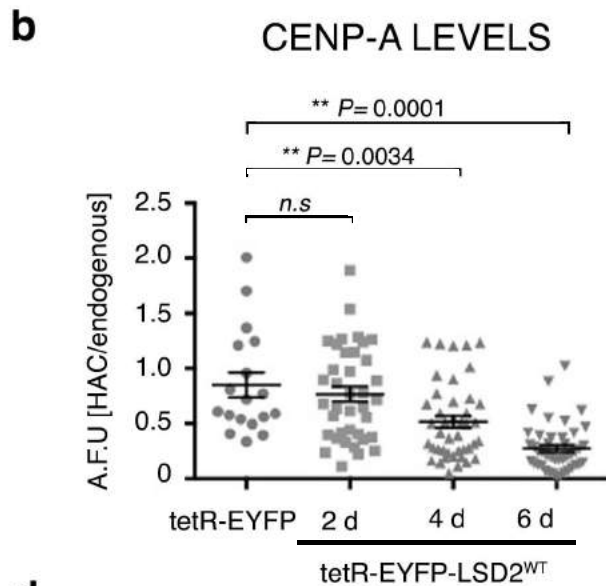 b
CENP-A LEVELS
** P= 0.0001
** P= 0.0034
n.s
A.F.U [HAC/endogenous]
2.5
2.0
1.5
1.0
0.5
0
tetR-EYFP 2 d 4 d 6 d
tetR-EYFP-LSD2ᵂᵀ